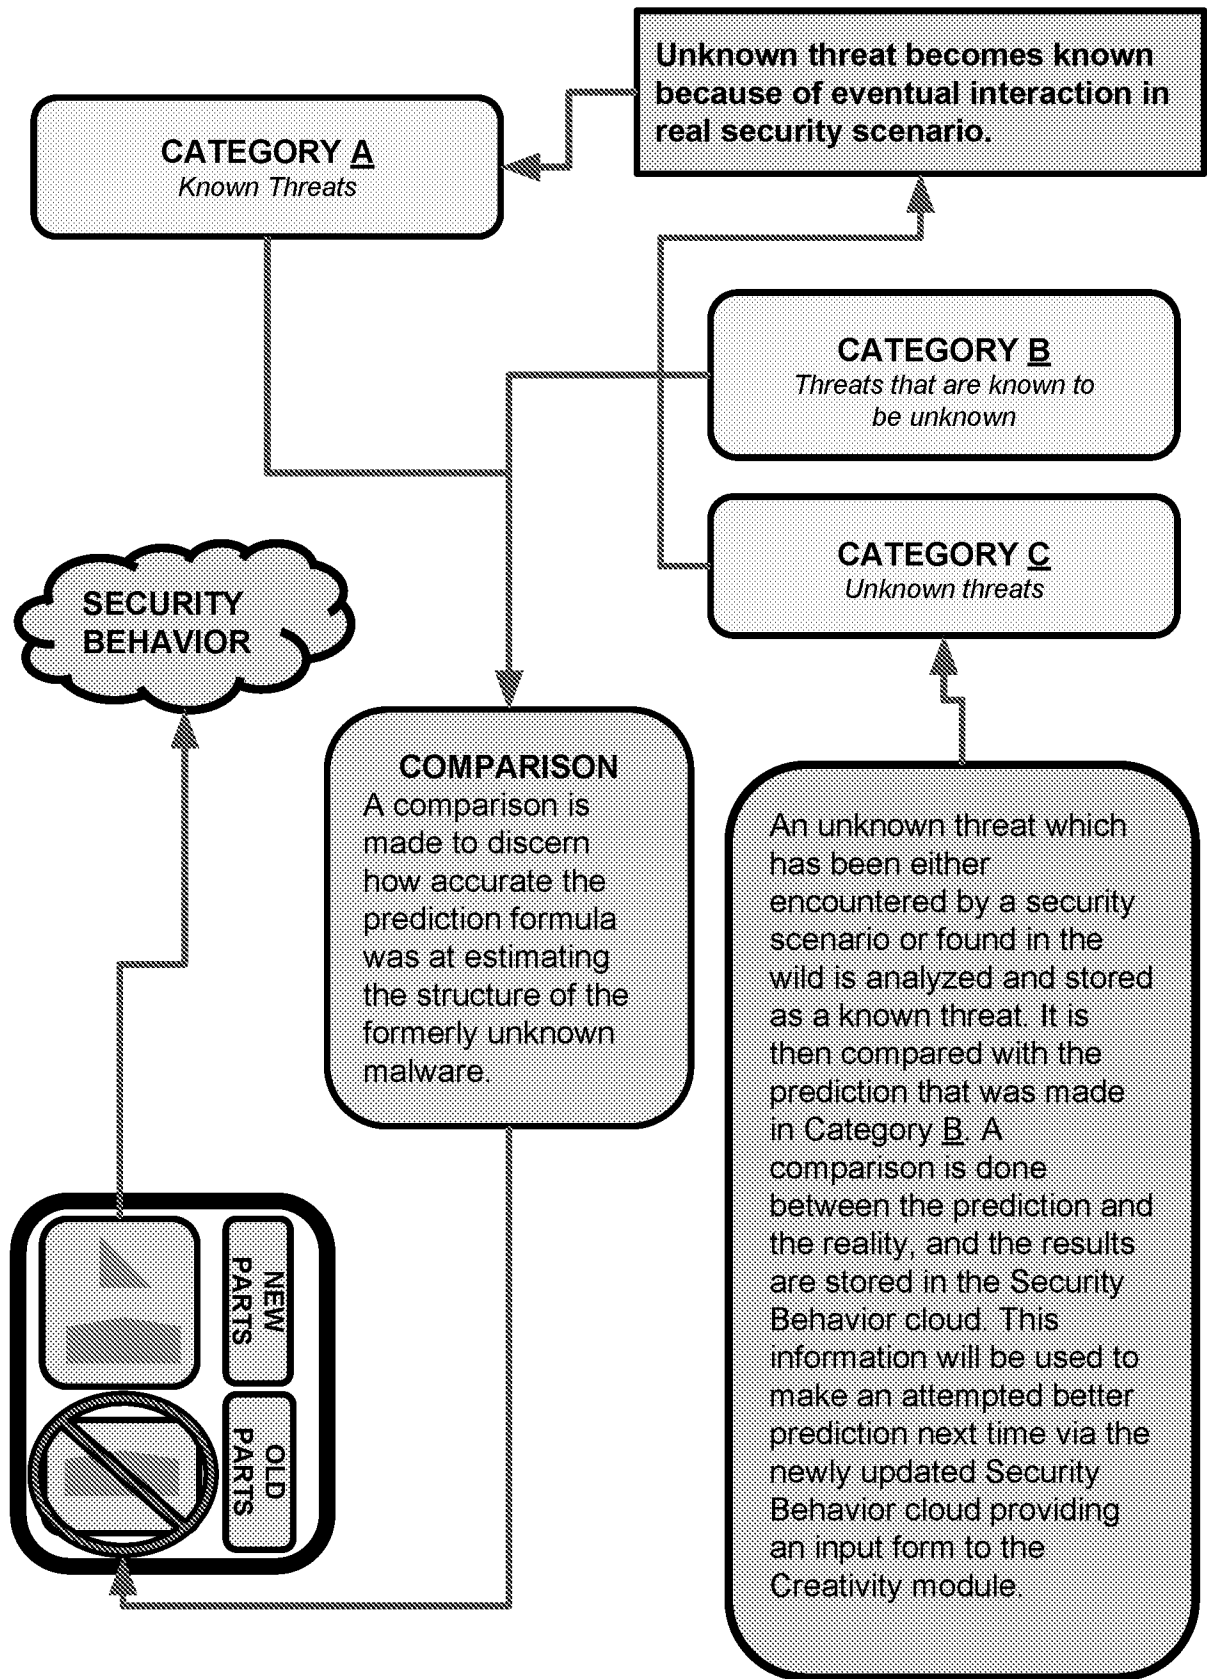 Unknown threat becomes known
because of eventual interaction in
real security scenario.
CATEGORY A
Known Threats
CATEGORY B
Threats that are known to
be unknown
CATEGORY C
Unknown threats
SECURITY
BEHAVIOR
COMPARISON
A comparison is
made to discern
how accurate the
prediction formula
was at estimating
the structure of the
formerly unknown
malware.
An unknown threat which
has been either
encountered by a security
scenario or found in the
wild is analyzed and stored
as a known threat. It is
then compared with the
prediction that was made
in Category B. A
comparison is done
between the prediction and
the reality, and the results
are stored in the Security
Behavior cloud. This
information will be used to
make an attempted better
prediction next time via the
newly updated Security
Behavior cloud providing
an input form to the
Creativity module.
NEW
PARTS
OLD
PARTS